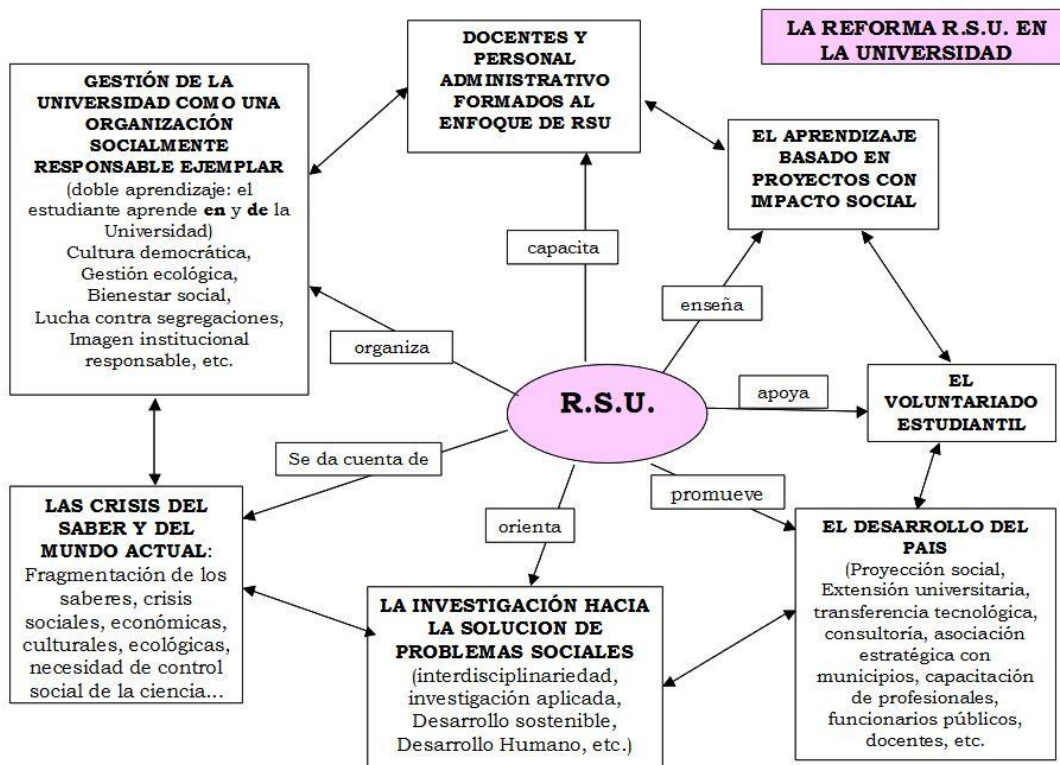 LA REFORMA R.S.U. EN
LA UNIVERSIDAD
DOCENTES Y
PERSONAL
ADMINISTRATIVO
FORMADOS AL
ENFOQUE DE RSU
GESTIÓN DE LA
UNIVERSIDAD COMO UNA
ORGANIZACIÓN
SOCIALMENTE
RESPONSABLE EJEMPLAR
(doble aprendizaje: el
estudiante aprende en y de la
Universidad)
Cultura democrática,
Gestión ecológica,
Bienestar social,
Lucha contra segregaciones,
Imagen institucional
responsable, etc.
EL APRENDIZAJE
BASADO EN
PROYECTOS CON
IMPACTO SOCIAL
capacita
enseña
organiza
R.S.U.
apoya
EL
VOLUNTARIADO
ESTUDIANTIL
Se da cuenta de
orienta
promueve
LAS CRISIS DEL
SABER Y DEL
MUNDO ACTUAL:
Fragmentación de los
saberes, crisis
sociales, económicas,
culturales, ecológicas,
necesidad de control
social de la ciencia...
LA INVESTIGACIÓN HACIA
LA SOLUCION DE
PROBLEMAS SOCIALES
(interdisciplinariedad,
investigación aplicada,
Desarrollo sostenible,
Desarrollo Humano, etc.)
EL DESARROLLO DEL
PAIS
(Proyección social,
Extensión universitaria,
transferencia tecnológica,
consultoría, asociación
estratégica con
municipios, capacitación
de profesionales,
funcionarios públicos,
docentes, etc.